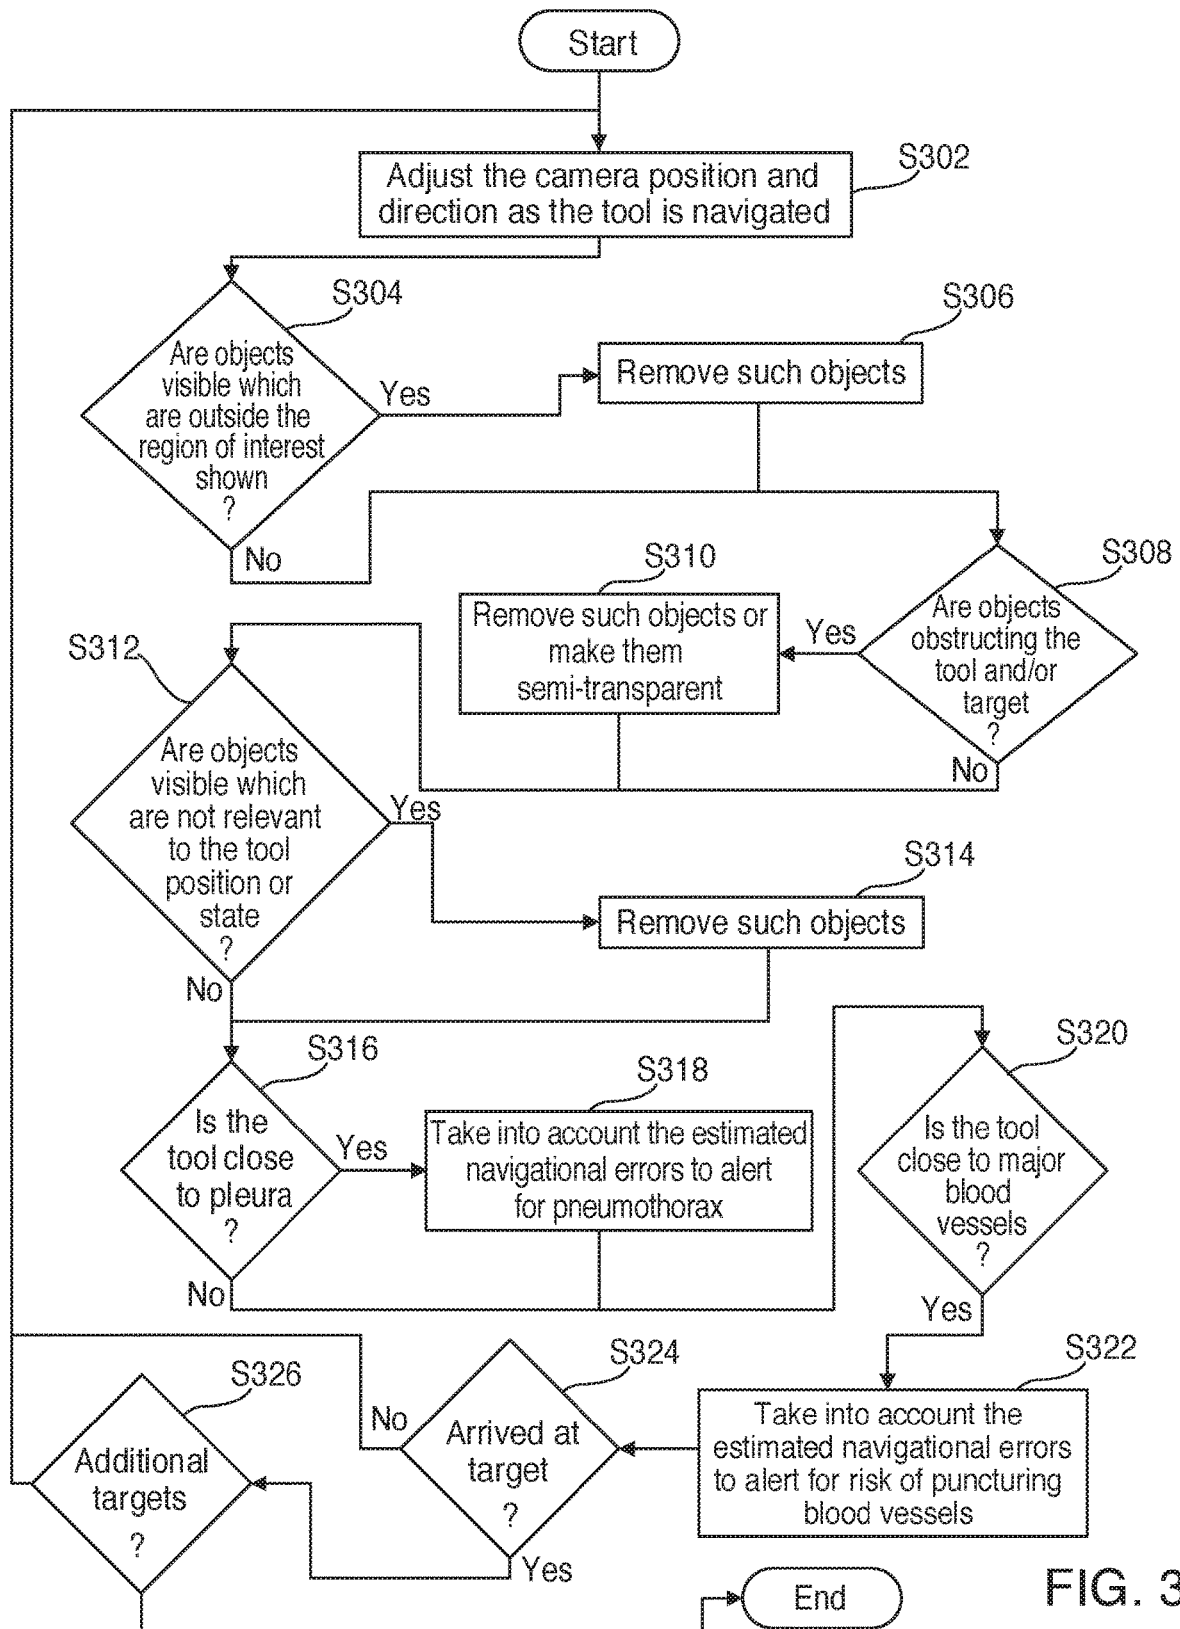 Start
S302
Adjust the camera position and
direction as the tool is navigated
S304
Are objects
visible which
are outside the
region of interest
shown
?
Yes
No
S306
Remove such objects
S308
Are objects
obstructing the
tool and/or
target
?
Yes
No
S310
Remove such objects or
make them
semi-transparent
S312
Are objects
visible which
are not relevant
to the tool
position or
state
?
Yes
No
S314
Remove such objects
S316
Is the
tool close
to pleura
?
Yes
No
S318
Take into account the estimated
navigational errors to alert
for pneumothorax
S320
Is the tool
close to major
blood
vessels
?
Yes
S322
Take into account the
estimated navigational errors
to alert for risk of puncturing
blood vessels
S324
Arrived at
target
?
No
Yes
S326
Additional
targets
?
End
FIG. 3